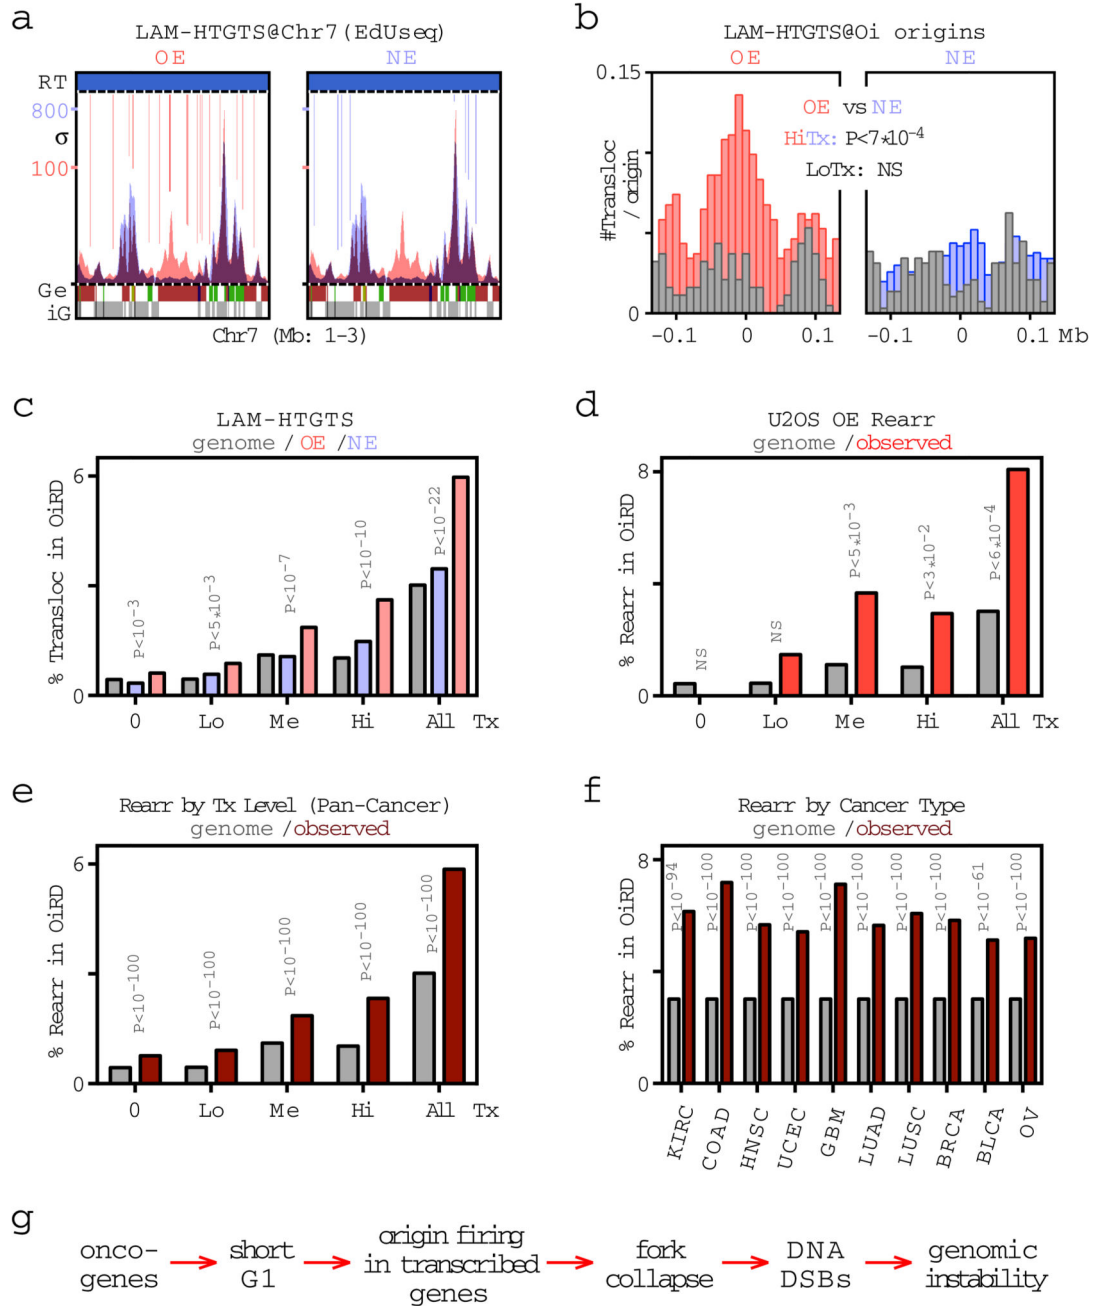 a
LAM-HTGTS@Chr7(EdUseq)
OE
NE
RT
800
σ
100
Ge
iG
Chr7 (Mb: 1-3)
b
LAM-HTGTS@Oi origins
OE
NE
0.15
#Transloc
/ origin
0
OE vs NE
HiTx: P<7*10-4
LoTx: NS
-0.1 0 0.1
-0.1 0 0.1 Mb
c
LAM-HTGTS
genome / OE /NE
% Transloc in OiRD
6
0
P<10-3
P<5*10-3
P<10-7
P<10-10
P<10-22
0 Lo Me Hi All Tx
d
U2OS OE Rearr
genome /observed
% Rearr in OiRD
8
0
NS
NS
P<5*10-3
P<3*10-2
P<6*10-4
0 Lo Me Hi All Tx
e
Rearr by Tx Level (Pan-Cancer)
genome /observed
% Rearr in OiRD
6
0
P<10-100
P<10-100
P<10-100
P<10-100
P<10-100
0 Lo Me Hi All Tx
f
Rearr by Cancer Type
genome /observed
% Rearr in OiRD
8
0
P<10-94
P<10-100
P<10-100
P<10-100
P<10-100
P<10-100
P<10-100
P<10-100
P<10-61
P<10-100
KIRC
COAD
HNSC
UCEC
GBM
LUAD
LUSC
BRCA
BLCA
OV
g
onco-
genes
short
G1
origin firing
in transcribed
genes
fork
collapse
DNA
DSBs
genomic
instability